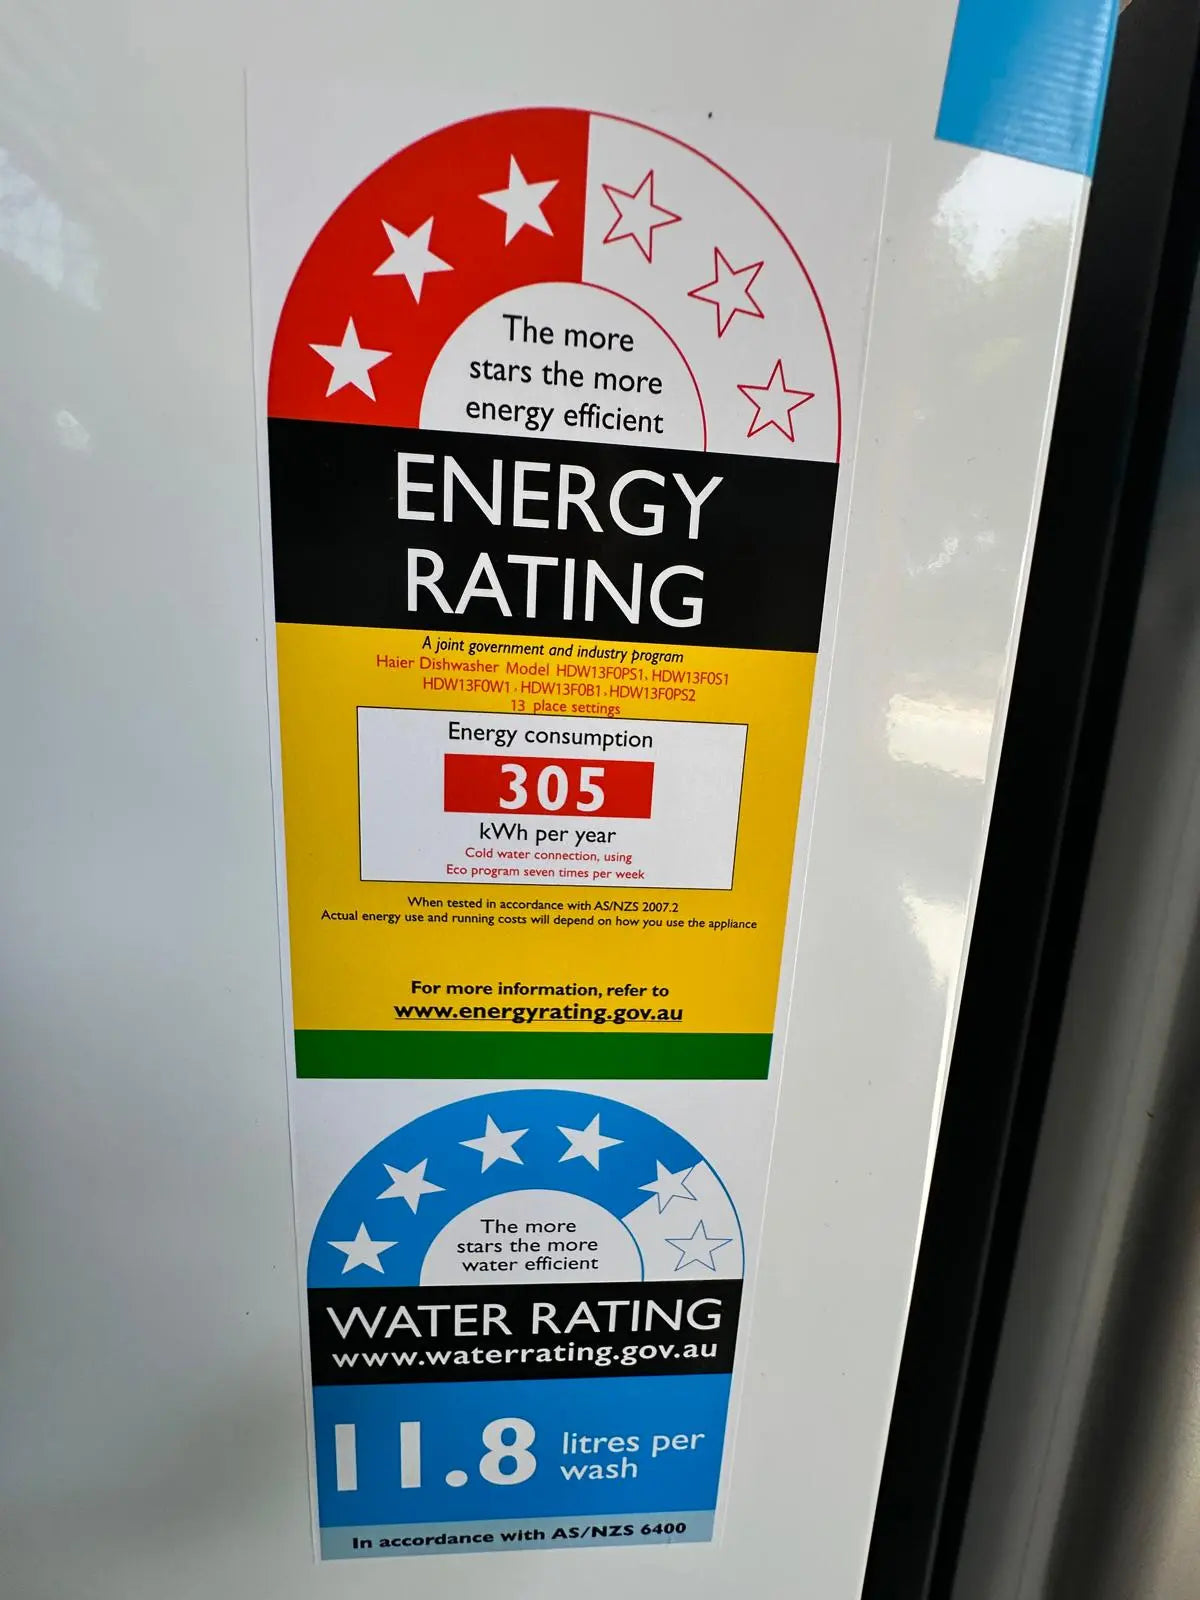 The more
stars the more
energy efficient
ENERGY
RATING
A joint government and industry program
Haier Dishwasher Model HDW13F0PS1, HDW13F0S1
HDW13F0W1, HDW13F0B1, HDW13F0PS2
13 place settings
Energy consumption
305
kWh per year
Cold water connection, using
Eco program seven times per week
When tested in accordance with AS/NZS 2007.2
Actual energy use and running costs will depend on how you use the appliance
For more information, refer to
www.energyrating.gov.au
The more
stars the more
water efficient
WATER RATING
www.waterrating.gov.au
11.8 litres per
wash
In accordance with AS/NZS 6400